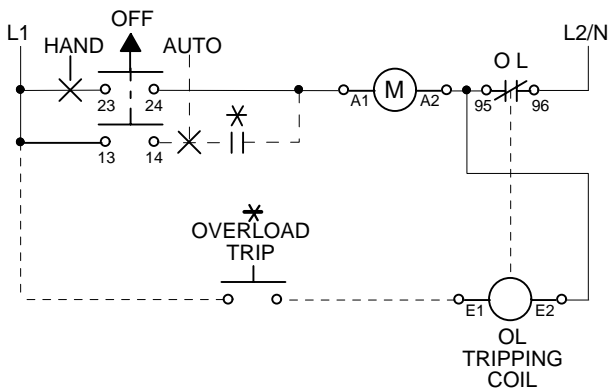 OFF
L1
L2/N
HAND
AUTO
O L
23
24
A1
M
A2
95
96
13
14
OVERLOAD
TRIP
E1
E2
OL
TRIPPING
COIL